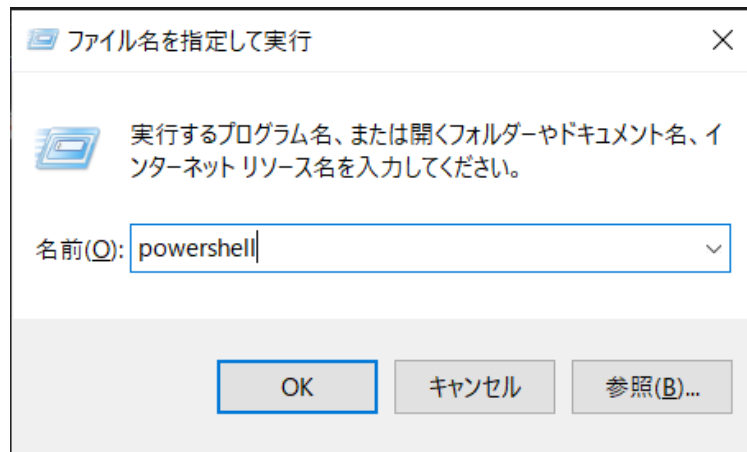 ファイル名を指定して実行
実行するプログラム名、または開くフォルダーやドキュメント名、イ
ンターネット リソース名を入力してください。
名前(O): powershell
OK キャンセル 参照(B)...